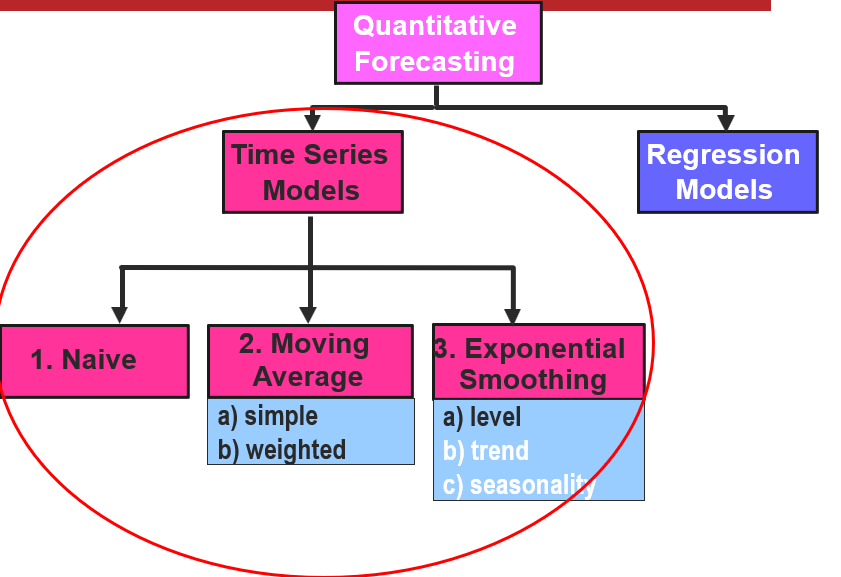 Quantitative
Forecasting
Time Series
Models
Regression
Models
1. Naive
2. Moving
Average
3. Exponential
Smoothing
a) simple
b) weighted
a) level
b) trend
c) seasonality